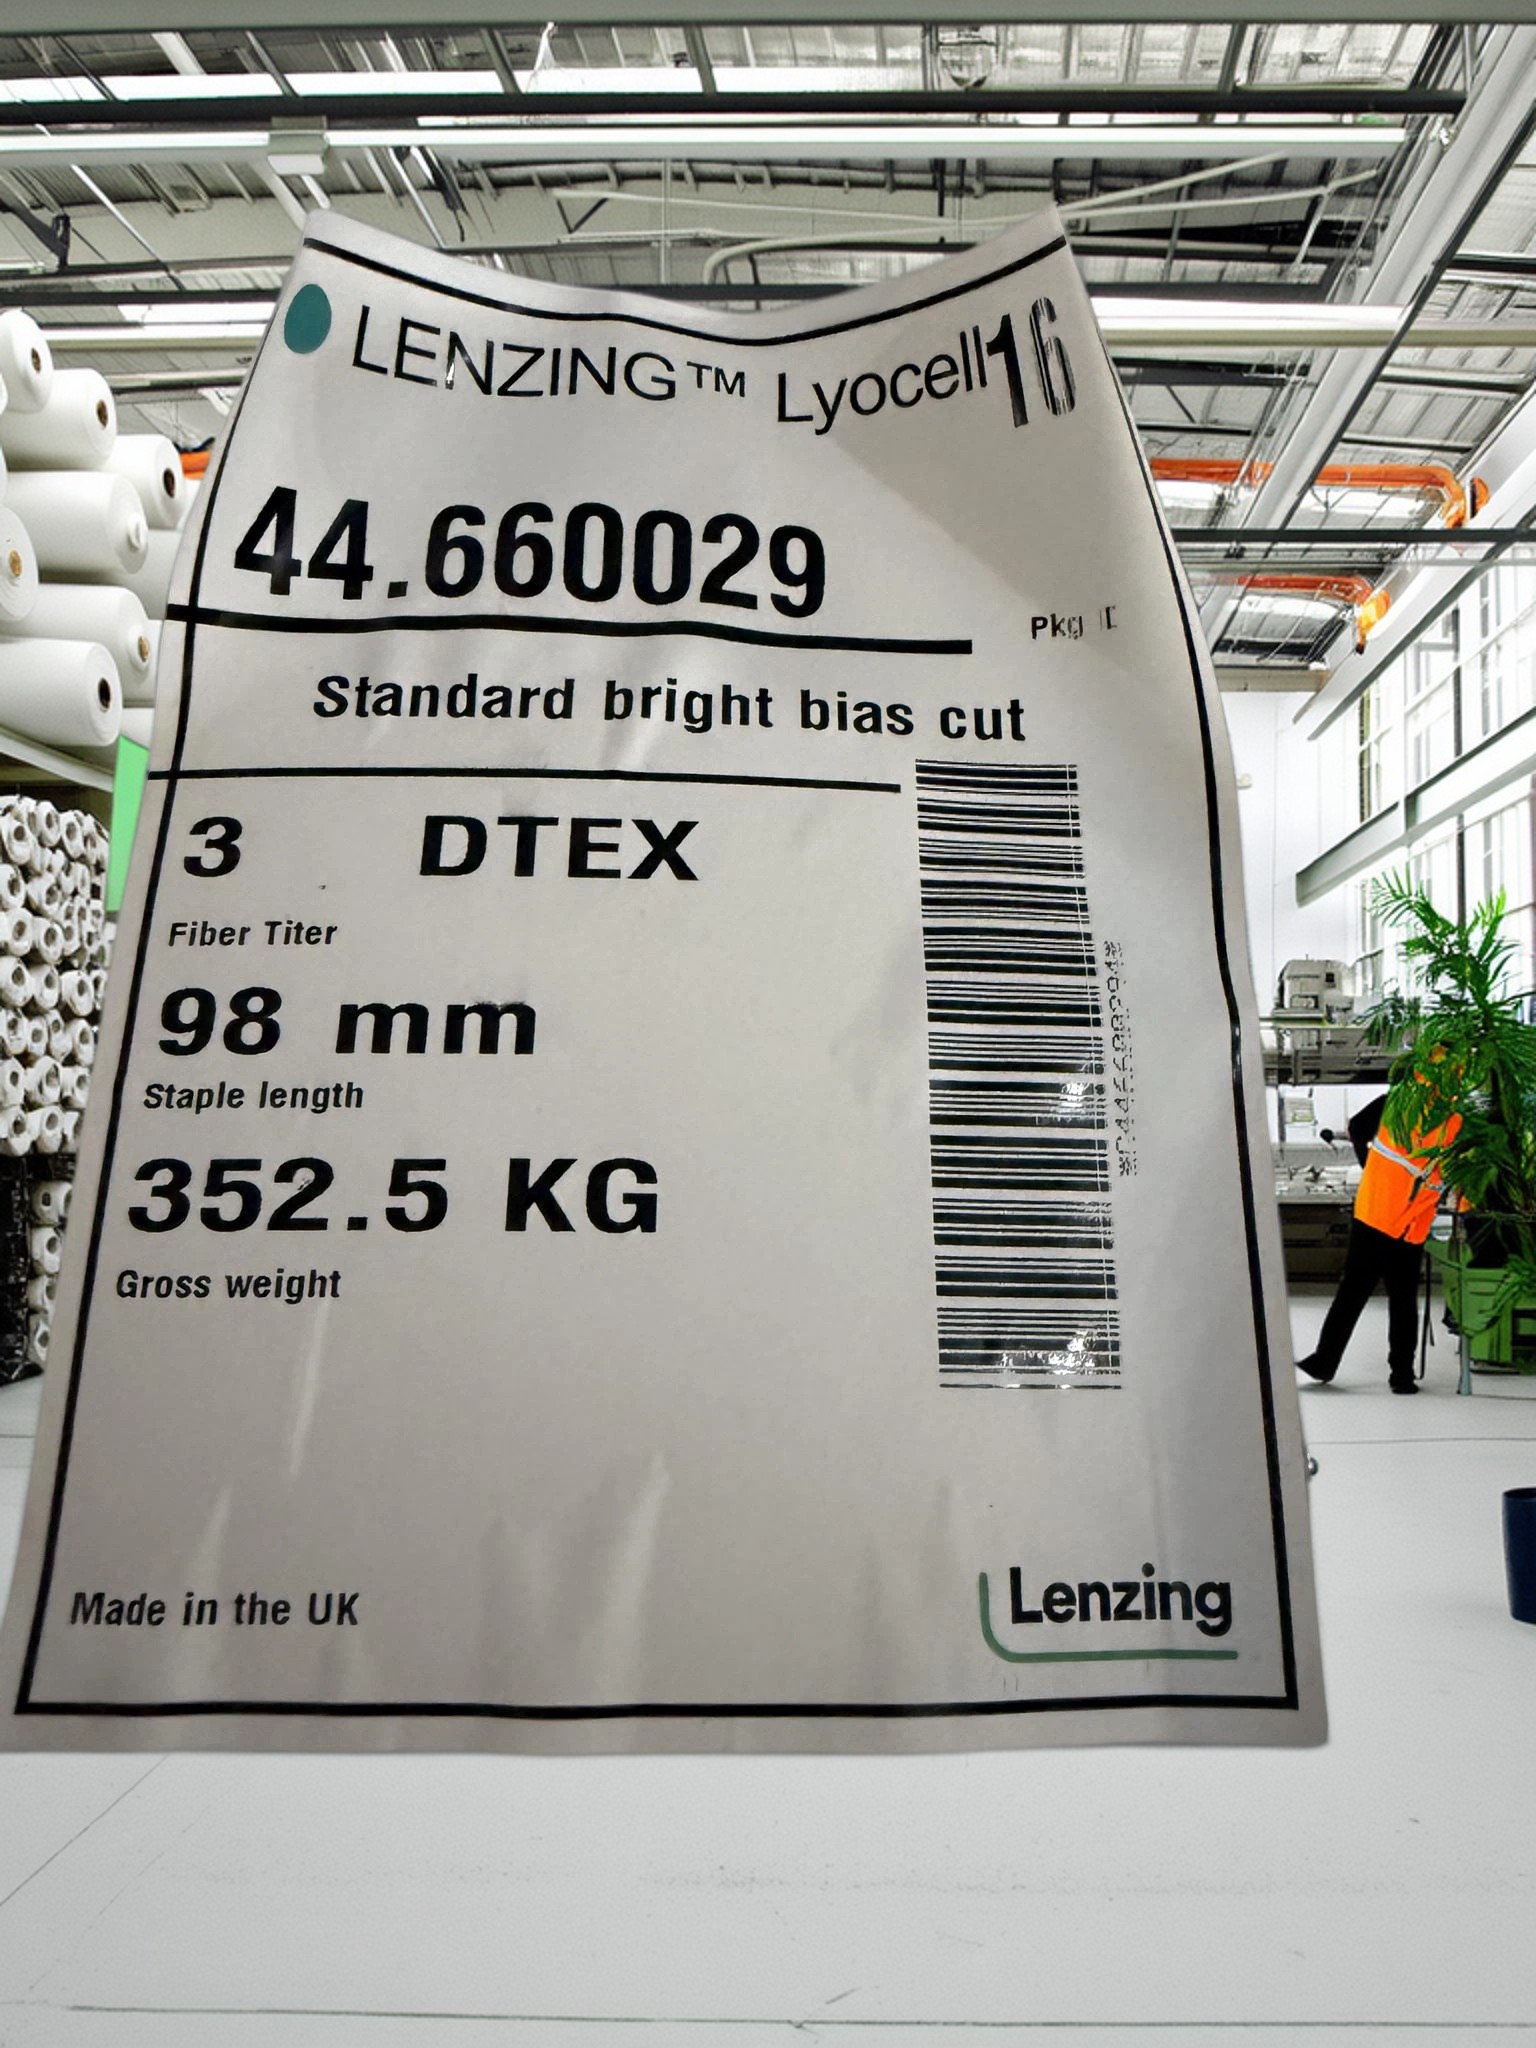 LENZING™ Lyocell 16
44.660029
Pkg
Standard bright bias cut
3 DTEX
Fiber Titer
98 mm
Staple length
352.5 KG
Gross weight
Made in the UK
Lenzing